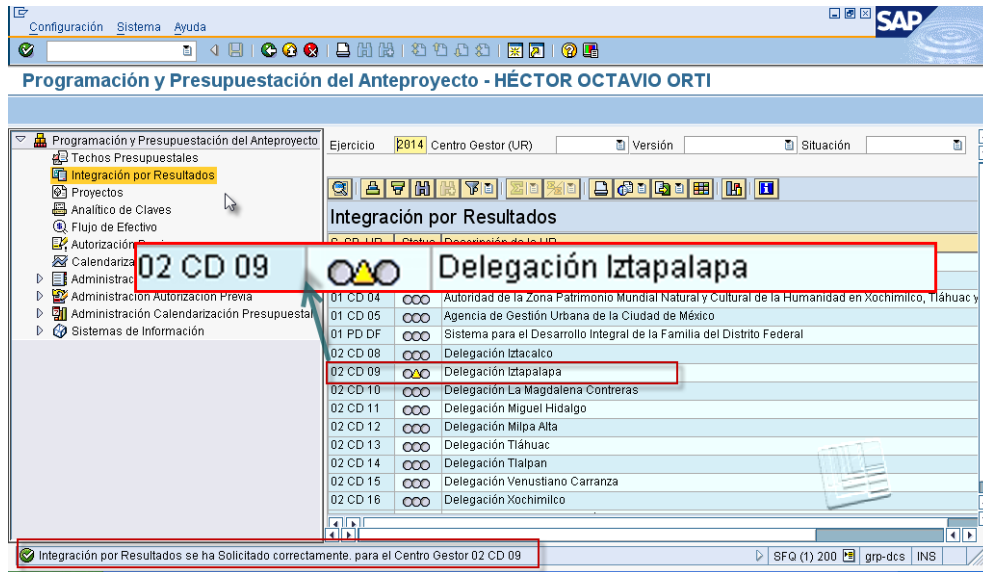 Configuración Sistema Ayuda
SAP
Programación y Presupuestación del Anteproyecto - HÉCTOR OCTAVIO ORTI
Programación y Presupuestación del Anteproyecto
Techos Presupuestales
Integración por Resultados
Proyectos
Analítico de Claves
Flujo de Efectivo
Autorización
Calendariza
Administrac
Administración Autorización Previa
Administración Calendarización Presupuestal
Sistemas de Información
Ejercicio 2014 Centro Gestor (UR) Versión Situación
Integración por Resultados
02 CD 09 Delegación Iztapalapa
01 CD 04 Autoridad de la Zona Patrimonio Mundial Natural y Cultural de la Humanidad en Xochimilco, Tláhuac y
01 CD 05 Agencia de Gestión Urbana de la Ciudad de México
01 PD DF Sistema para el Desarrollo Integral de la Familia del Distrito Federal
02 CD 08 Delegación Iztacalco
02 CD 09 Delegación Iztapalapa
02 CD 10 Delegación La Magdalena Contreras
02 CD 11 Delegación Miguel Hidalgo
02 CD 12 Delegación Milpa Alta
02 CD 13 Delegación Tláhuac
02 CD 14 Delegación Tlalpan
02 CD 15 Delegación Venustiano Carranza
02 CD 16 Delegación Xochimilco
Integración por Resultados se ha Solicitado correctamente. para el Centro Gestor 02 CD 09
SFQ (1) 200 grp-dcs INS